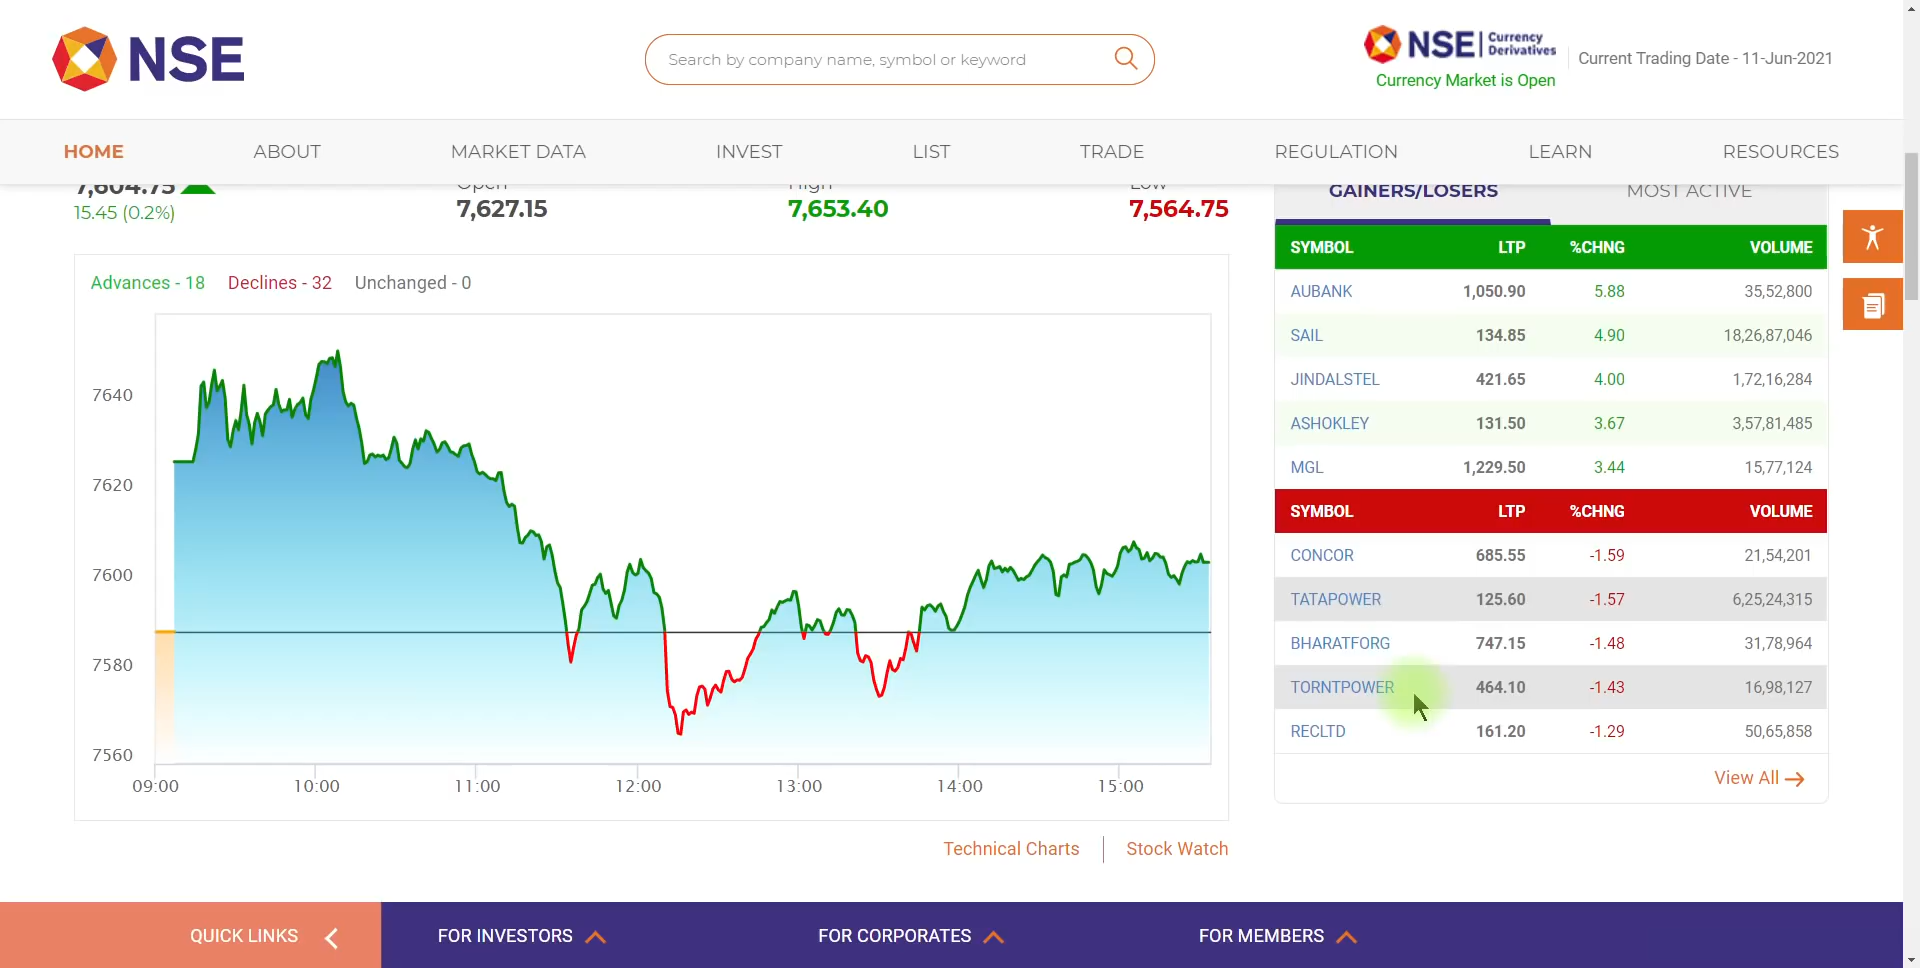 NSE
Search by company name, symbol or keyword
NSE Currency Derivatives
Currency Market is Open
Current Trading Date - 11-Jun-2021
HOME ABOUT MARKET DATA INVEST LIST TRADE REGULATION LEARN RESOURCES
7,604.75 Open High Low
15.45 (0.2%) 7,627.15 7,653.40 7,564.75
GAINERS/LOSERS MOST ACTIVE
Advances - 18 Declines - 32 Unchanged - 0
7640
7620
7600
7580
7560
09:00 10:00 11:00 12:00 13:00 14:00 15:00
Technical Charts Stock Watch
SYMBOL LTP %CHNG VOLUME
AUBANK 1,050.90 5.88 35,52,800
SAIL 134.85 4.90 18,26,87,046
JINDALSTEL 421.65 4.00 1,72,16,284
ASHOKLEY 131.50 3.67 3,57,81,485
MGL 1,229.50 3.44 15,77,124
SYMBOL LTP %CHNG VOLUME
CONCOR 685.55 -1.59 21,54,201
TATAPOWER 125.60 -1.57 6,25,24,315
BHARATFORG 747.15 -1.48 31,78,964
TORNTPOWER 464.10 -1.43 16,98,127
RECLTD 161.20 -1.29 50,65,858
View All
QUICK LINKS FOR INVESTORS FOR CORPORATES FOR MEMBERS